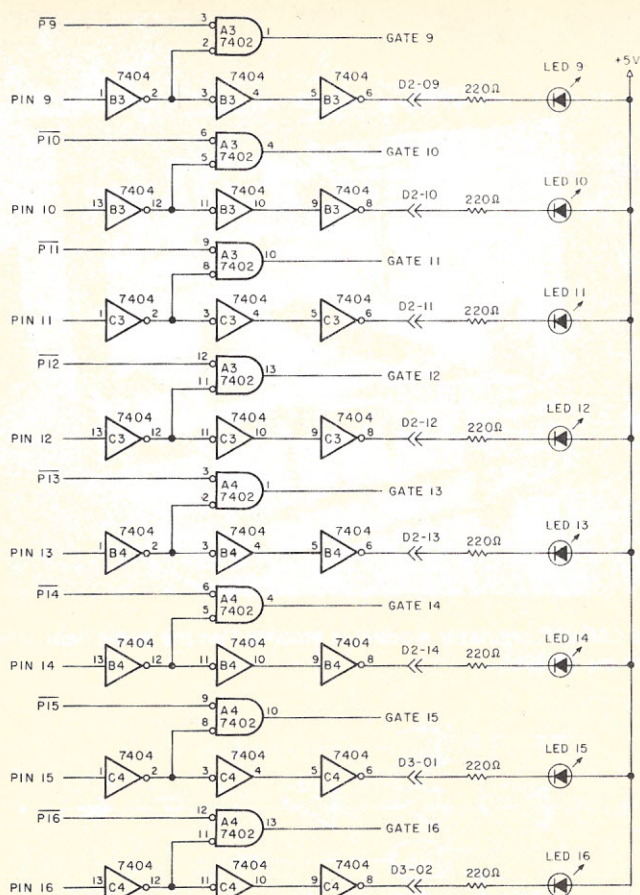 P9 3 A3 7402 1 GATE 9
2
7404 7404 7404 D2-09 220Ω LED 9 +5V
PIN 9 1 B3 2 3 B3 4 5 B3 6
P10 6 A3 7402 4 GATE 10
5
7404 7404 7404 D2-10 220Ω LED 10
PIN 10 13 B3 12 11 B3 10 9 B3 8
P11 9 A3 7402 10 GATE 11
8
7404 7404 7404 D2-11 220Ω LED 11
PIN 11 1 C3 2 3 C3 4 5 C3 6
P12 12 A3 7402 13 GATE 12
11
7404 7404 7404 D2-12 220Ω LED 12
PIN 12 13 C3 12 11 C3 10 9 C3 8
P13 3 A4 7402 1 GATE 13
2
7404 7404 7404 D2-13 220Ω LED 13
PIN 13 1 B4 2 3 B4 4 5 B4 6
P14 6 A4 7402 4 GATE 14
5
7404 7404 7404 D2-14 220Ω LED 14
PIN 14 13 B4 12 11 B4 10 9 B4 8
P15 9 A4 7402 10 GATE 15
8
7404 7404 7404 D3-01 220Ω LED 15
PIN 15 1 C4 2 3 C4 4 5 C4 6
P16 12 A4 7402 13 GATE 16
11
7404 7404 7404 D3-02 220Ω LED 16
PIN 16 13 C4 12 11 C4 10 9 C4 8